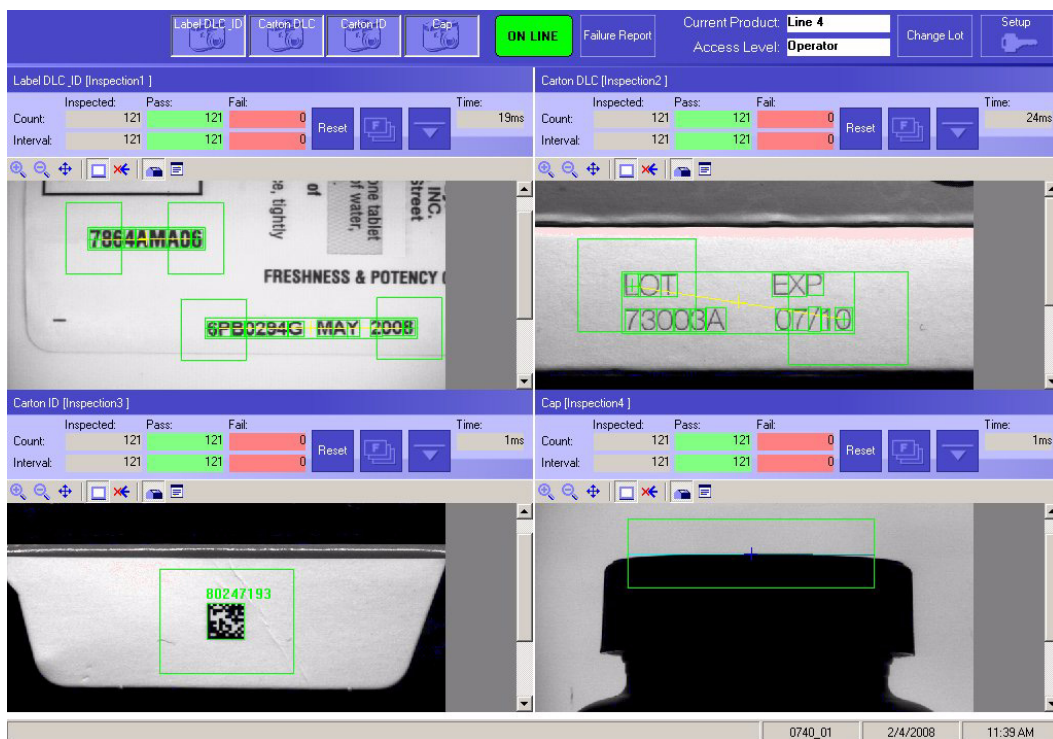 Label DLC_ID Carton DLC Carton ID Cap
ON LINE
Failure Report
Current Product: Line 4
Access Level: Operator
Change Lot
Setup
Label DLC_ID [Inspection1 ]
Inspected: Pass: Fail: Time:
Count: 121 121 0 Reset F 19ms
Interval: 121 121 0
INC.
Street
one tablet
of water,
of
e, tightly
7864AMA06
FRESHNESS & POTENCY
6PB0294G MAY 2008
Carton DLC [Inspection2 ]
Inspected: Pass: Fail: Time:
Count: 121 121 0 Reset F 24ms
Interval: 121 121 0
LOT EXP
73003A 07/10
Carton ID [Inspection3 ]
Inspected: Pass: Fail: Time:
Count: 121 121 0 Reset F 1ms
Interval: 121 121 0
80247193
Cap [Inspection4 ]
Inspected: Pass: Fail: Time:
Count: 121 121 0 Reset F 1ms
Interval: 121 121 0
0740_01 2/4/2008 11:39 AM